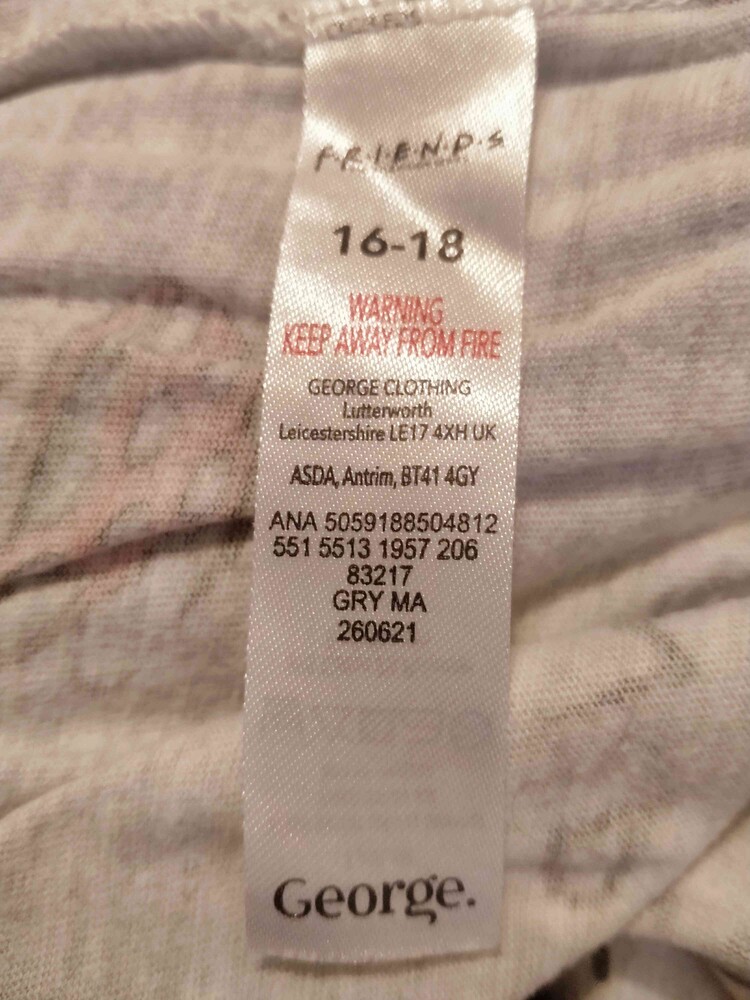 F·R·I·E·N·D·S
16-18
WARNING
KEEP AWAY FROM FIRE
GEORGE CLOTHING
Lutterworth
Leicestershire LE17 4XH UK
ASDA, Antrim, BT41 4GY
ANA 5059188504812
551 5513 1957 206
83217
GRY MA
260621
George.